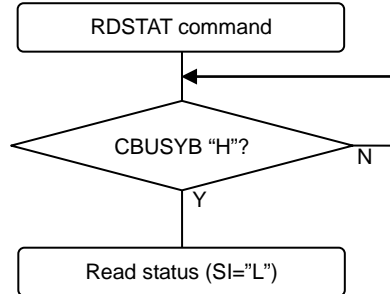 RDSTAT command
CBUSYB “H”?
N
Y
Read status (SI=”L”)